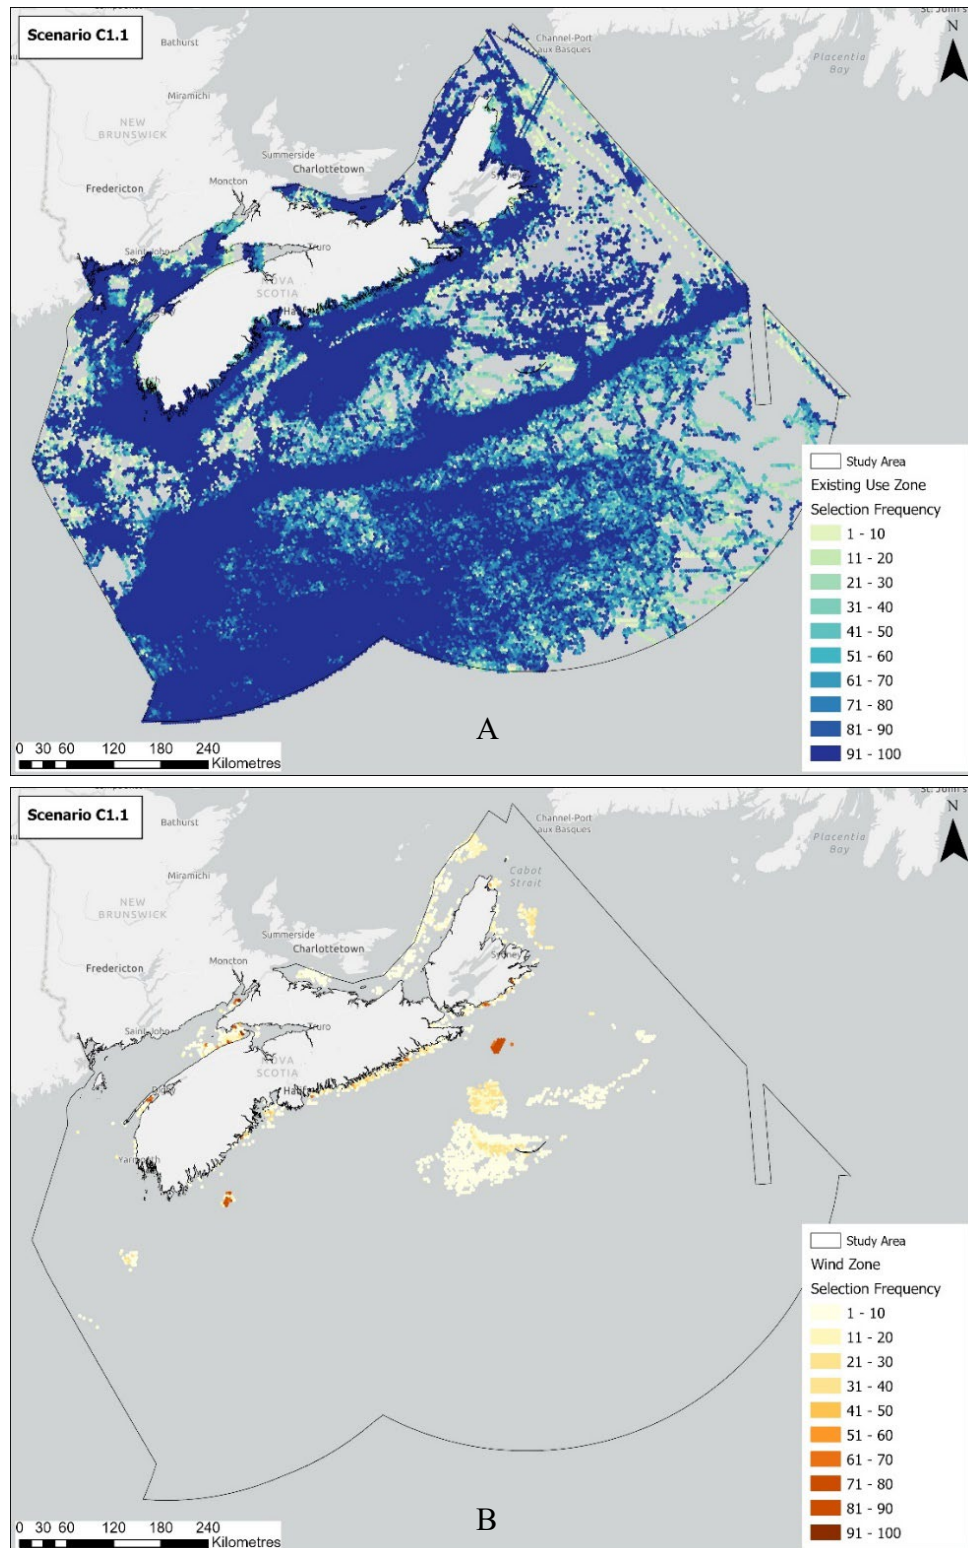 Scenario C1.1
Bathurst
Channel-Port
aux Basques
St. John's
N
Placentia
Bay
Miramichi
NEW
BRUNSWICK
Summerside
Charlottetown
Moncton
Fredericton
Sydney
Saint John
Truro
NOVA
SCOTIA
Study Area
Existing Use Zone
Selection Frequency
1 - 10
11 - 20
21 - 30
31 - 40
41 - 50
51 - 60
61 - 70
71 - 80
81 - 90
91 - 100
A
0 30 60 120 180 240
Kilometres
Scenario C1.1
Bathurst
Channel-Port
aux Basques
N
Placentia
Bay
Miramichi
Cabot
Strait
NEW
BRUNSWICK
Summerside
Charlottetown
Moncton
Fredericton
Sydney
Saint John
Truro
NOVA
SCOTIA
Yarmouth
Study Area
Wind Zone
Selection Frequency
1 - 10
11 - 20
21 - 30
31 - 40
41 - 50
51 - 60
61 - 70
71 - 80
81 - 90
91 - 100
B
0 30 60 120 180 240
Kilometres